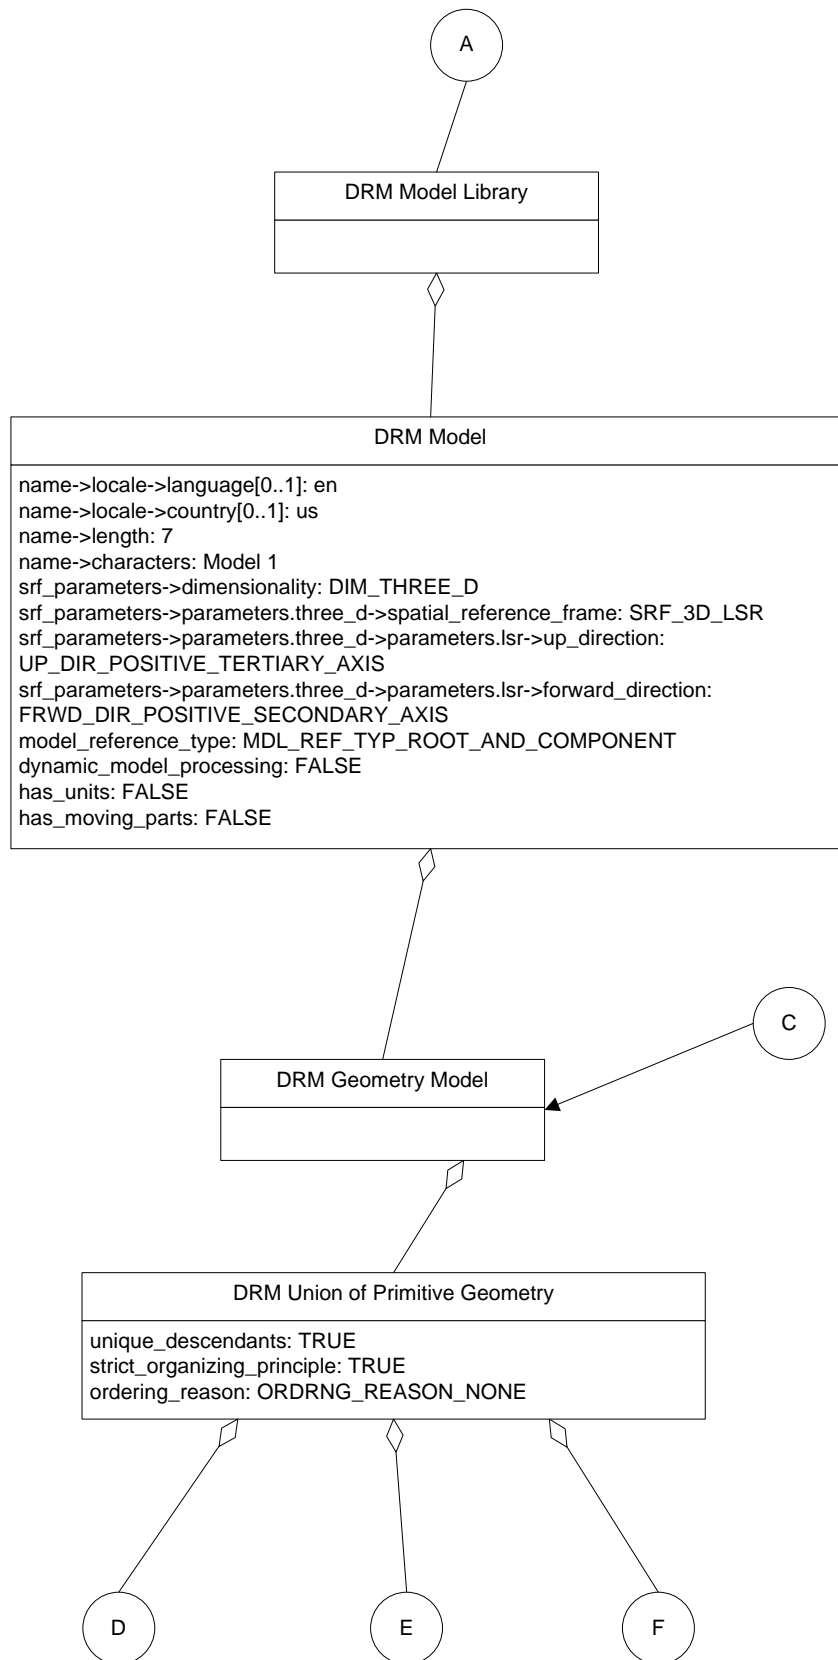 A
DRM Model Library
DRM Model
name->locale->language[0..1]: en
name->locale->country[0..1]: us
name->length: 7
name->characters: Model 1
srf_parameters->dimensionality: DIM_THREE_D
srf_parameters->parameters.three_d->spatial_reference_frame: SRF_3D_LSR
srf_parameters->parameters.three_d->parameters.lsr->up_direction:
UP_DIR_POSITIVE_TERTIARY_AXIS
srf_parameters->parameters.three_d->parameters.lsr->forward_direction:
FRWD_DIR_POSITIVE_SECONDARY_AXIS
model_reference_type: MDL_REF_TYP_ROOT_AND_COMPONENT
dynamic_model_processing: FALSE
has_units: FALSE
has_moving_parts: FALSE
C
DRM Geometry Model
DRM Union of Primitive Geometry
unique_descendants: TRUE
strict_organizing_principle: TRUE
ordering_reason: ORDRNG_REASON_NONE
D
E
F